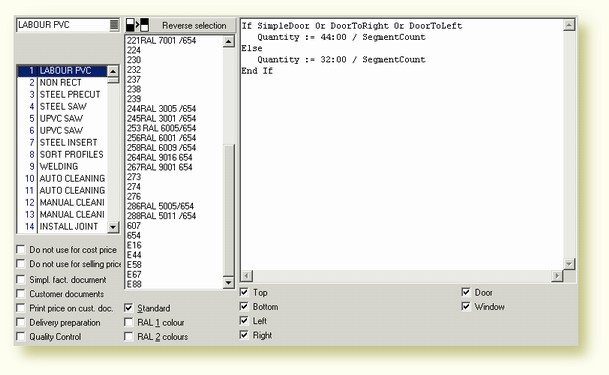 LABOUR PVC
Reverse selection
1 LABOUR PVC
2 NON RECT
3 STEEL PRECUT
4 STEEL SAW
5 UPVC SAW
6 UPVC SAW
7 STEEL INSERT
8 SORT PROFILES
9 WELDING
10 AUTO CLEANING
11 AUTO CLEANING
12 MANUAL CLEANI
13 MANUAL CLEANI
14 INSTALL JOINT
Do not use for cost price
Do not use for selling price
Simpl. fact. document
Customer documents
Print price on cust. doc.
Delivery preparation
Quality Control
221RAL 7001 /654
224
230
232
237
238
239
244RAL 3005 /654
245RAL 3001 /654
253 RAL 6005/654
256RAL 6001 /654
258RAL 6009 /654
264RAL 9016 654
267RAL 9001 654
273
274
276
286RAL 5005/654
288RAL 5011 /654
607
654
E16
E44
E58
E67
E88
Standard
RAL 1 colour
RAL 2 colours
If SimpleDoor Or DoorToRight Or DoorToLeft
Quantity := 44:00 / SegmentCount
Else
Quantity := 32:00 / SegmentCount
End If
Top
Bottom
Left
Right
Door
Window